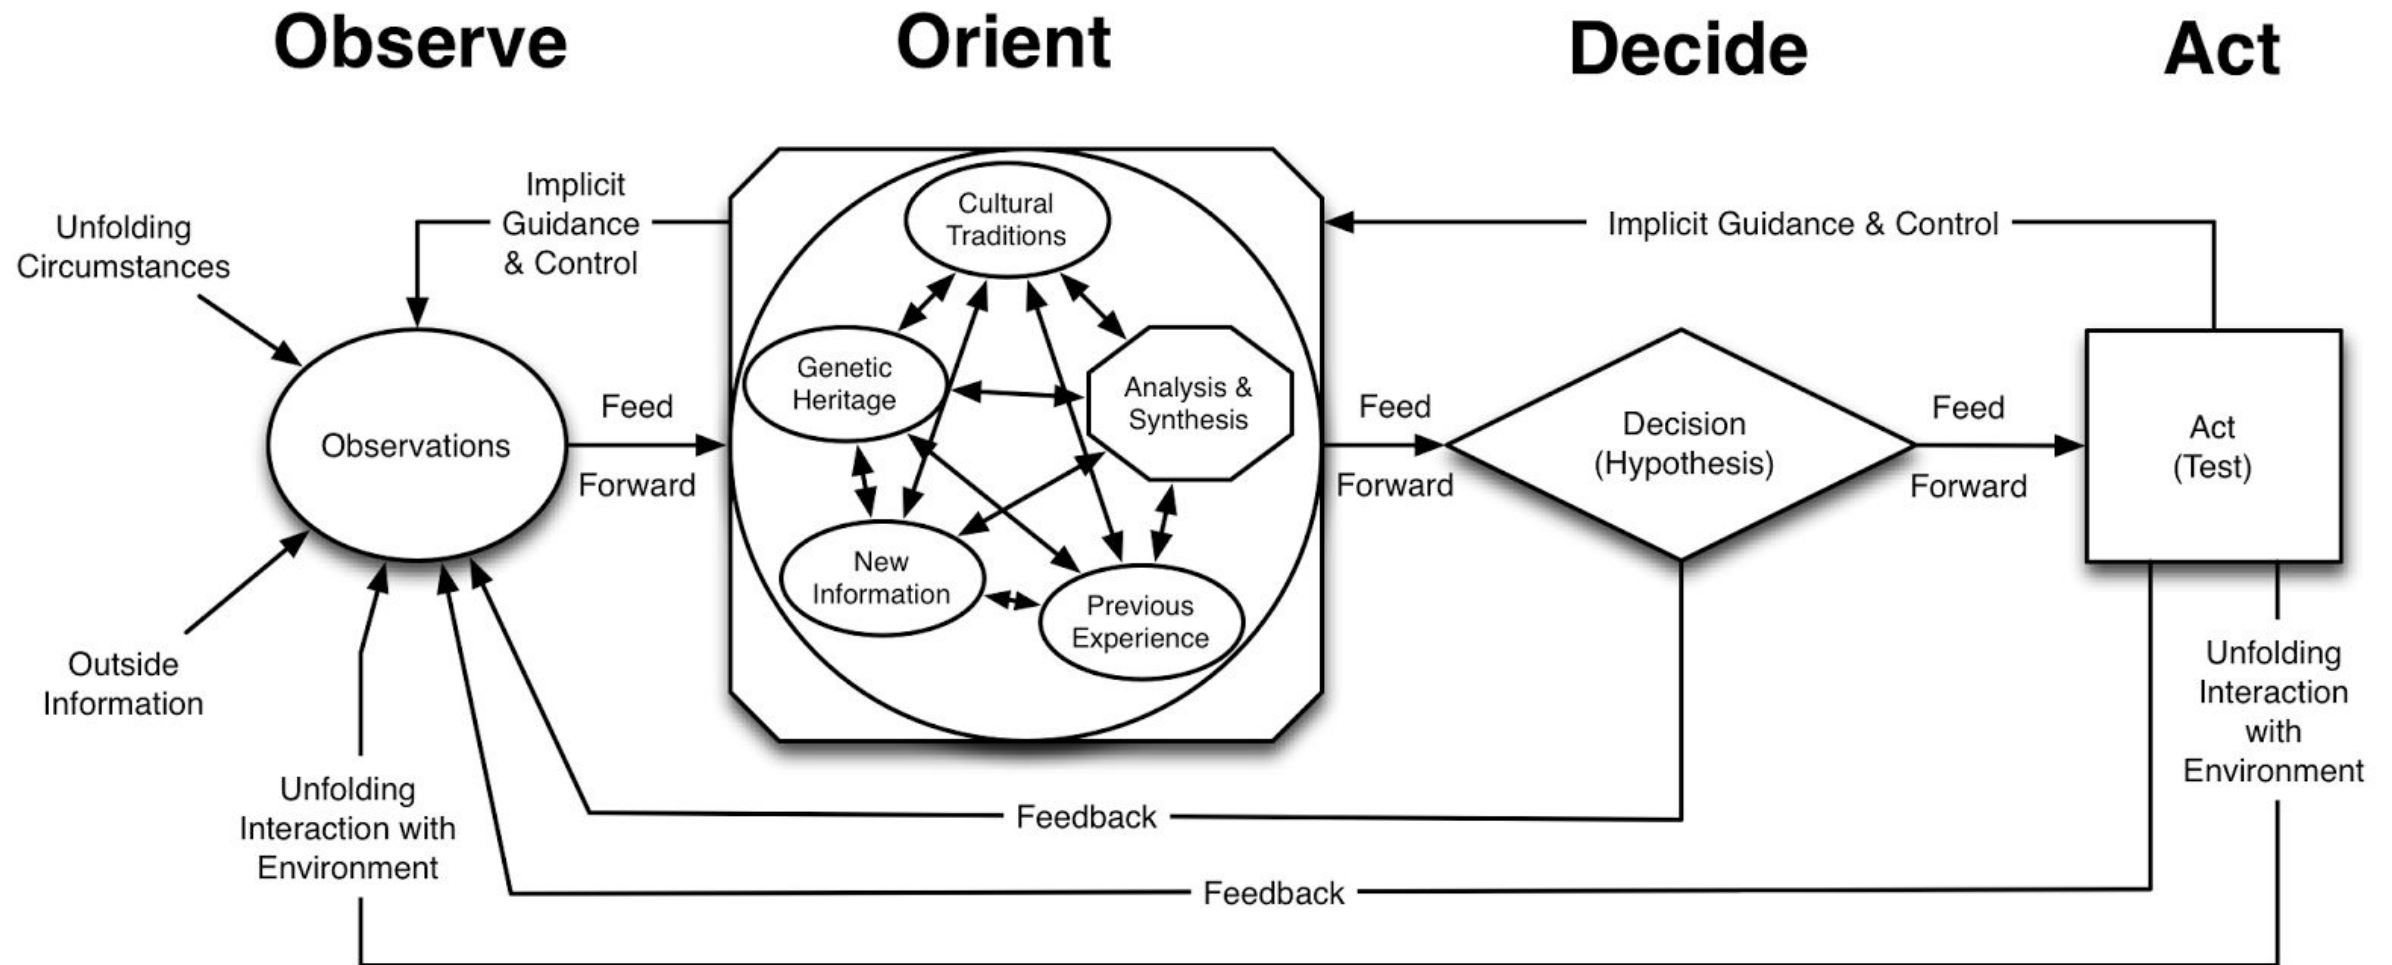 Observe
Orient
Decide
Act
Unfolding
Circumstances
Implicit
Guidance
& Control
Outside
Information
Observations
Feed
Forward
Unfolding
Interaction with
Environment
Cultural
Traditions
Genetic
Heritage
Analysis &
Synthesis
New
Information
Previous
Experience
Feed
Forward
Implicit Guidance & Control
Decision
(Hypothesis)
Feed
Forward
Act
(Test)
Unfolding
Interaction
with
Environment
Feedback
Feedback